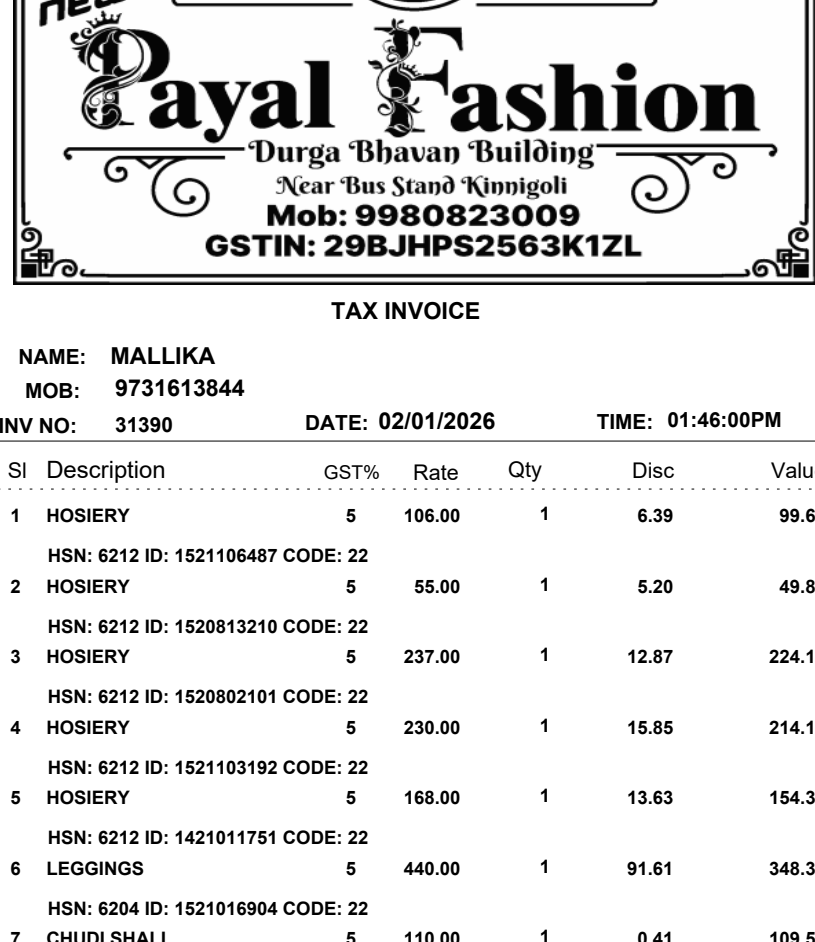 new
Payal Fashion
Durga Bhavan Building
Near Bus Stand Kinnigoli
Mob: 9980823009
GSTIN: 29BJHPS2563K1ZL
TAX INVOICE
NAME: MALLIKA
MOB: 9731613844
INV NO: 31390 DATE: 02/01/2026 TIME: 01:46:00PM
Sl Description GST% Rate Qty Disc Valu
1 HOSIERY 5 106.00 1 6.39 99.6
HSN: 6212 ID: 1521106487 CODE: 22
2 HOSIERY 5 55.00 1 5.20 49.8
HSN: 6212 ID: 1520813210 CODE: 22
3 HOSIERY 5 237.00 1 12.87 224.1
HSN: 6212 ID: 1520802101 CODE: 22
4 HOSIERY 5 230.00 1 15.85 214.1
HSN: 6212 ID: 1521103192 CODE: 22
5 HOSIERY 5 168.00 1 13.63 154.3
HSN: 6212 ID: 1421011751 CODE: 22
6 LEGGINGS 5 440.00 1 91.61 348.3
HSN: 6204 ID: 1521016904 CODE: 22
7 CHUDI SHALL 5 110.00 1 0.41 109.5